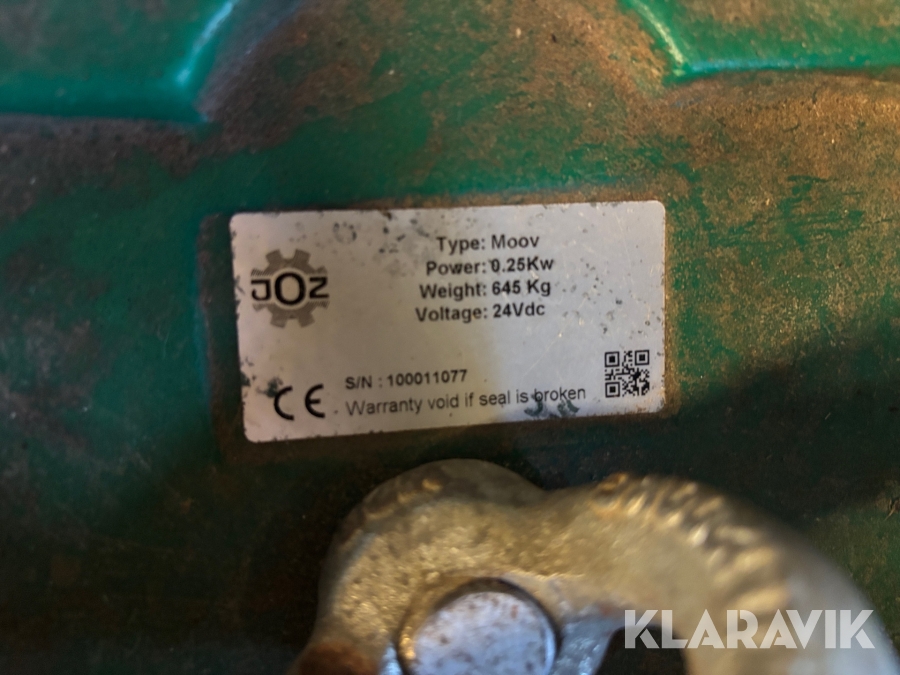 JOZ
Type: Moov
Power: 0.25Kw
Weight: 645 Kg
Voltage: 24Vdc
S/N : 100011077
CE
Warranty void if seal is broken
KLARAVIK